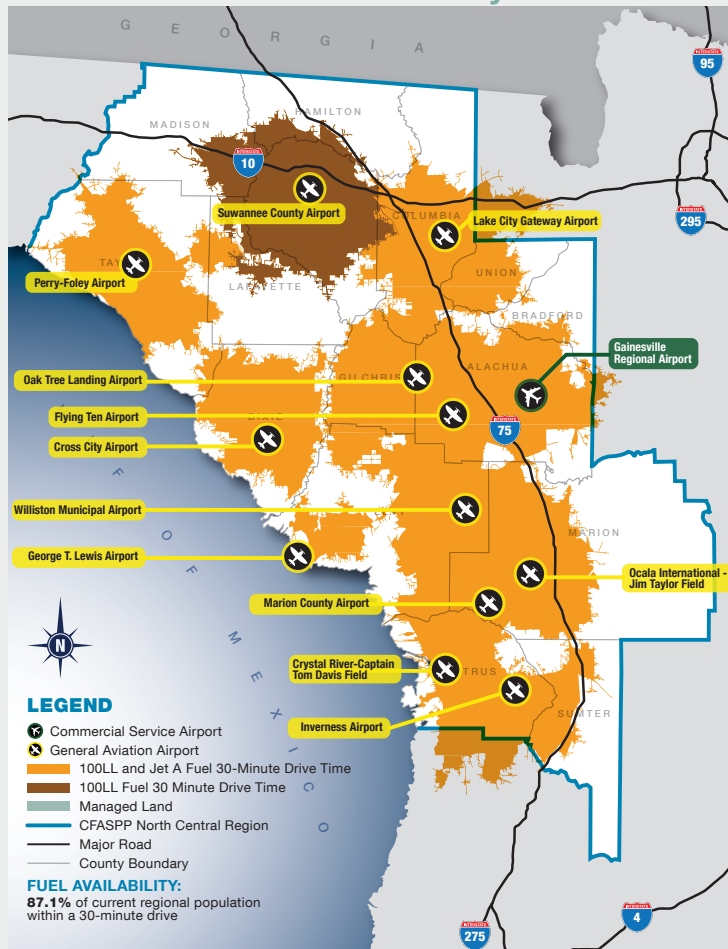 GEORGIA
95
HAMILTON
MADISON
INTERSTATE
10
Suwannee County Airport
COLUMBIA
Lake City Gateway Airport
295
TAY
Perry-Foley Airport
UNION
LAFAYETTE
BRADFORD
Gainesville
Regional Airport
ALACHUA
Oak Tree Landing Airport
GILCHRIS
Flying Ten Airport
DIXIE
75
Cross City Airport
Williston Municipal Airport
MARION
George T. Lewis Airport
Ocala International -
Jim Taylor Field
Marion County Airport
Crystal River-Captain
Tom Davis Field
TRUS
Inverness Airport
SUMTER
F OF MEXICO
N
LEGEND
Commercial Service Airport
General Aviation Airport
100LL and Jet A Fuel 30-Minute Drive Time
100LL Fuel 30 Minute Drive Time
Managed Land
CFASPP North Central Region
Major Road
County Boundary
FUEL AVAILABILITY:
87.1% of current regional population
within a 30-minute drive
4
275